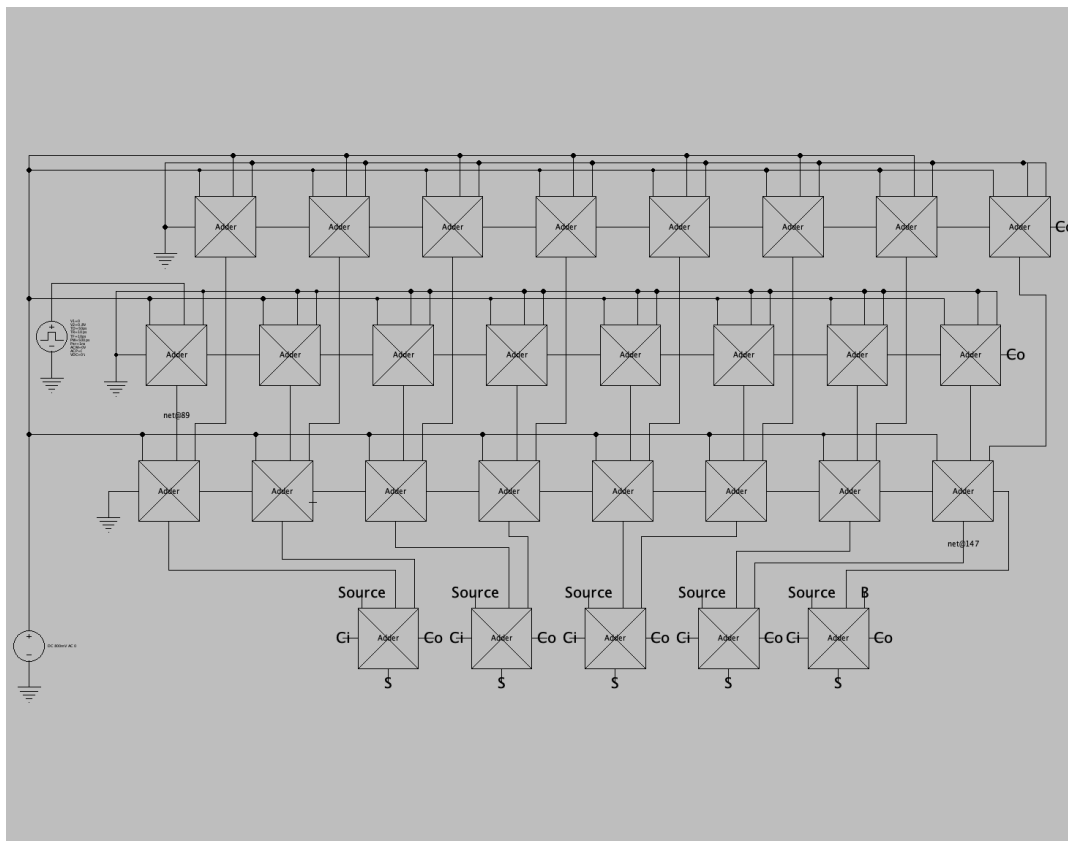 Adder Adder Adder Adder Adder Adder Adder Adder Co
Adder Adder Adder Adder Adder Adder Adder Adder Co
net@89
Adder Adder Adder Adder Adder Adder Adder Adder
net@147
Source Source Source Source Source B
Ci Adder Co Ci Adder Co Ci Adder Co Ci Adder Co Ci Adder Co
S S S S S